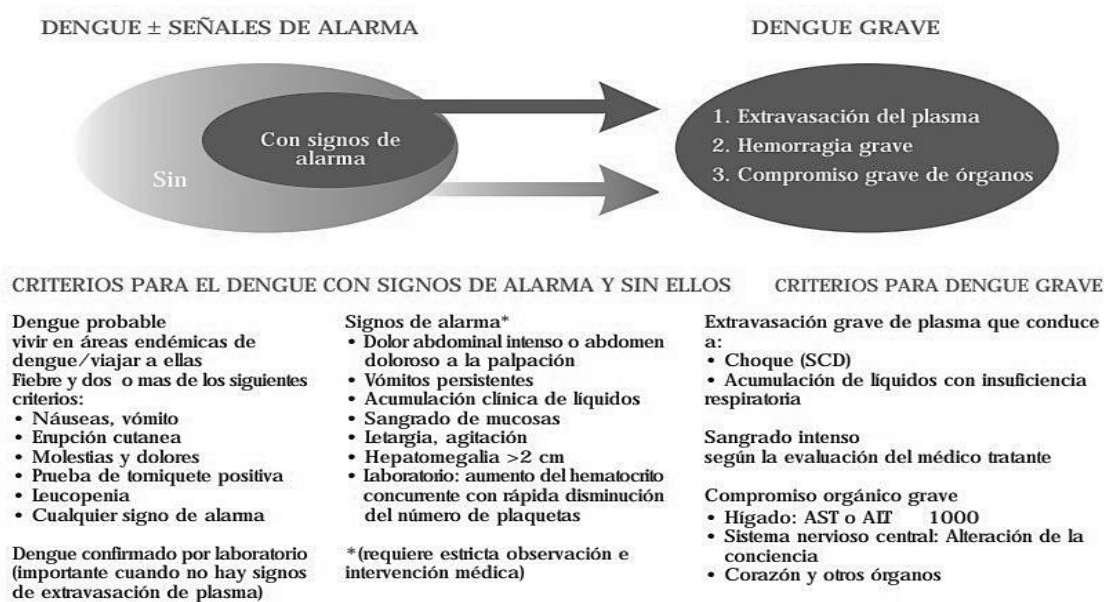 DENGUE ± SEÑALES DE ALARMA
DENGUE GRAVE
Con signos de
alarma
Sin
1. Extravasación del plasma
2. Hemorragia grave
3. Compromiso grave de órganos
CRITERIOS PARA EL DENGUE CON SIGNOS DE ALARMA Y SIN ELLOS
CRITERIOS PARA DENGUE GRAVE
Dengue probable
vivir en áreas endémicas de
dengue/viajar a ellas
Fiebre y dos o mas de los siguientes
criterios:
• Náuseas, vómito
• Erupción cutanea
• Molestias y dolores
• Prueba de torniquete positiva
• Leucopenia
• Cualquier signo de alarma
Dengue confirmado por laboratorio
(importante cuando no hay signos
de extravasación de plasma)
Signos de alarma*
• Dolor abdominal intenso o abdomen
doloroso a la palpación
• Vómitos persistentes
• Acumulación clínica de líquidos
• Sangrado de mucosas
• Letargia, agitación
• Hepatomegalia >2 cm
• Laboratorio: aumento del hematocrito
concurrente con rápida disminución
del número de plaquetas
*(requiere estricta observación e
intervención médica)
Extravasación grave de plasma que conduce
a:
• Choque (SCD)
• Acumulación de líquidos con insuficiencia
respiratoria
Sangrado intenso
según la evaluación del médico tratante
Compromiso orgánico grave
• Hígado: AST o ALT 1000
• Sistema nervioso central: Alteración de la
conciencia
• Corazón y otros órganos